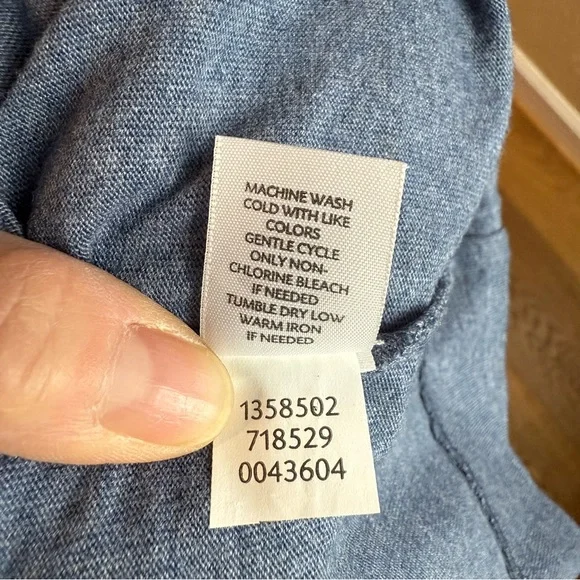 MACHINE WASH
COLD WITH LIKE
COLORS
GENTLE CYCLE
ONLY NON-
CHLORINE BLEACH
IF NEEDED
TUMBLE DRY LOW
WARM IRON
IF NEEDED
1358502
718529
0043604